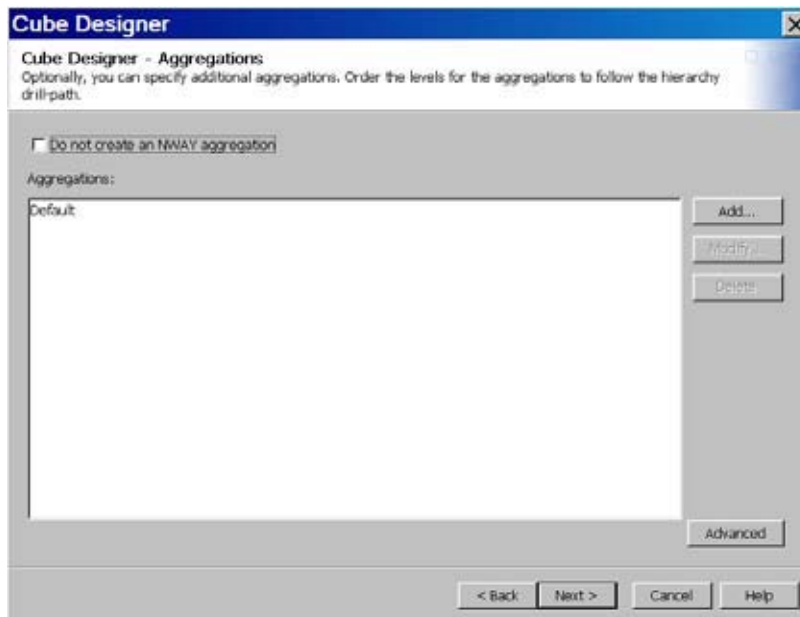 Cube Designer
Cube Designer - Aggregations
Optionally, you can specify additional aggregations. Order the levels for the aggregations to follow the hierarchy
drill-path.
Do not create an NWAY aggregation
Aggregations:
Default
Add...
Modify...
Delete
Advanced
< Back Next > Cancel Help